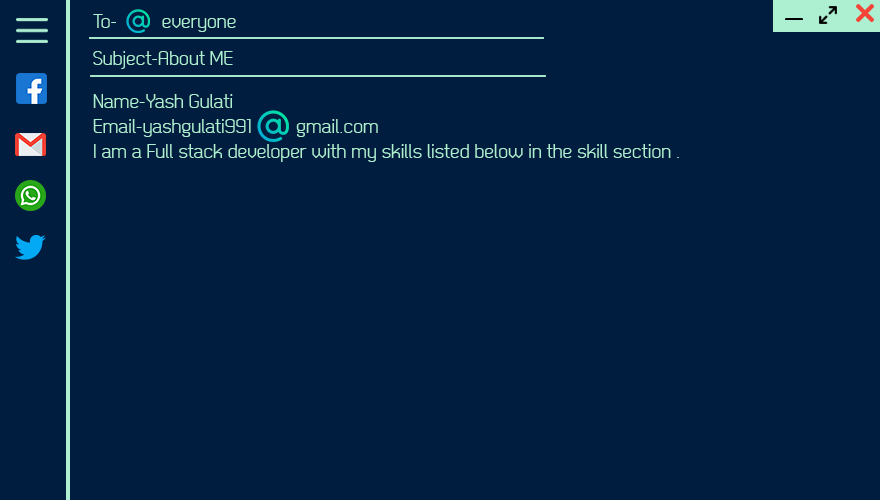 To- @ everyone
Subject-About ME
Name-Yash Gulati
Email-yashgulati991 @ gmail.com
I am a Full stack developer with my skills listed below in the skill section .